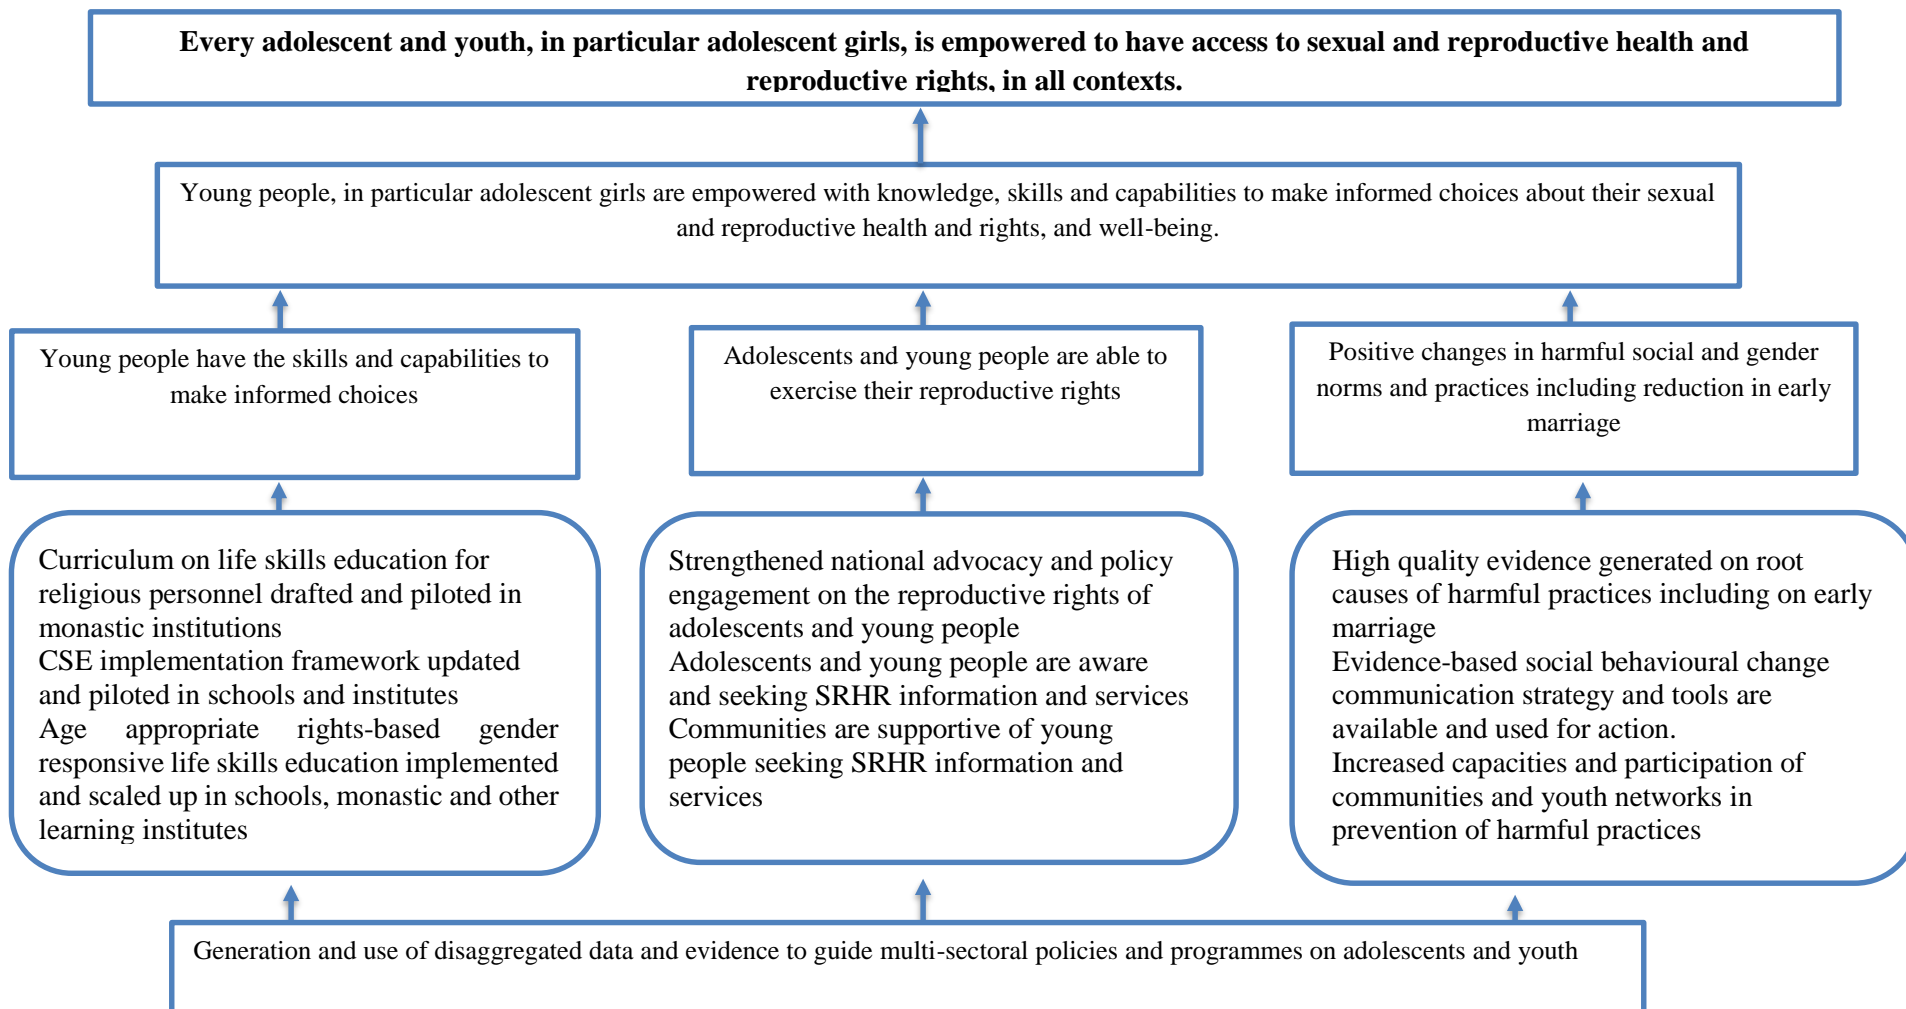 Every adolescent and youth, in particular adolescent girls, is empowered to have access to sexual and reproductive health and
reproductive rights, in all contexts.
Young people, in particular adolescent girls are empowered with knowledge, skills and capabilities to make informed choices about their sexual
and reproductive health and rights, and well-being.
Young people have the skills and capabilities to
make informed choices
Adolescents and young people are able to
exercise their reproductive rights
Positive changes in harmful social and gender
norms and practices including reduction in early
marriage
Curriculum on life skills education for
religious personnel drafted and piloted in
monastic institutions
CSE implementation framework updated
and piloted in schools and institutes
Age appropriate rights-based gender
responsive life skills education implemented
and scaled up in schools, monastic and other
learning institutes
Strengthened national advocacy and policy
engagement on the reproductive rights of
adolescents and young people
Adolescents and young people are aware
and seeking SRHR information and services
Communities are supportive of young
people seeking SRHR information and
services
High quality evidence generated on root
causes of harmful practices including on early
marriage
Evidence-based social behavioural change
communication strategy and tools are
available and used for action.
Increased capacities and participation of
communities and youth networks in
prevention of harmful practices
Generation and use of disaggregated data and evidence to guide multi-sectoral policies and programmes on adolescents and youth